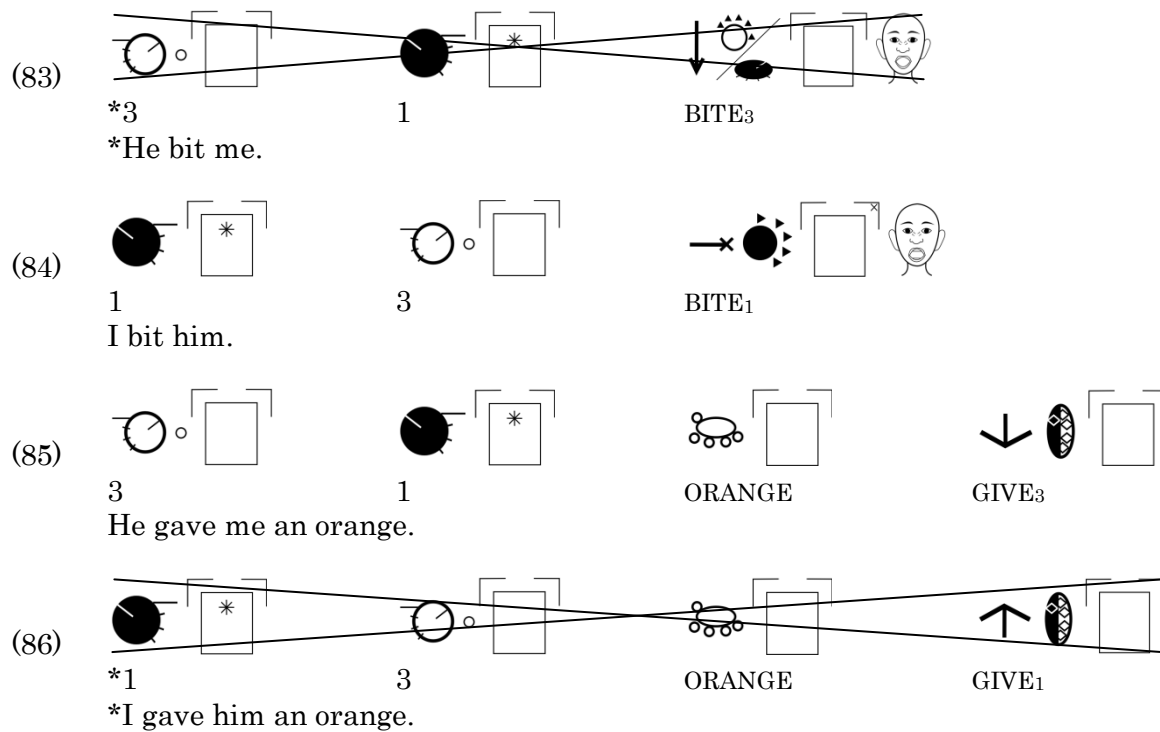 (83)
*3 1 BITE3
*He bit me.
(84)
1 3 BITE1
I bit him.
(85)
3 1 ORANGE GIVE3
He gave me an orange.
(86)
*1 3 ORANGE GIVE1
*I gave him an orange.